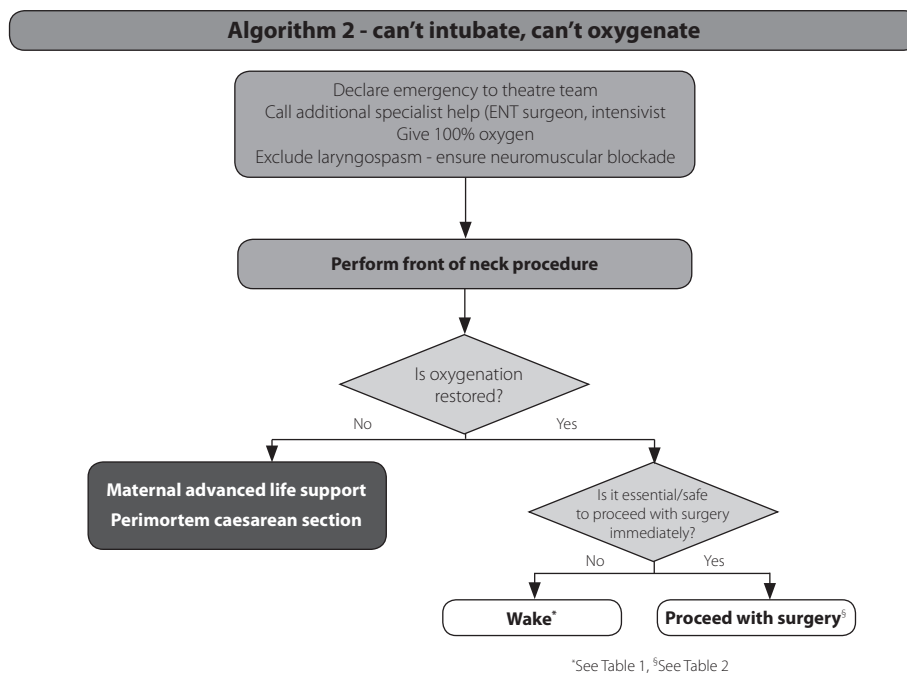 Algorithm 2 - can't intubate, can't oxygenate
Declare emergency to theatre team
Call additional specialist help (ENT surgeon, intensivist
Give 100% oxygen
Exclude laryngospasm - ensure neuromuscular blockade
Perform front of neck procedure
Is oxygenation
restored?
No
Yes
Maternal advanced life support
Perimortem caesarean section
Is it essential/safe
to proceed with surgery
immediately?
No
Yes
Wake*
Proceed with surgery§
*See Table 1, §See Table 2